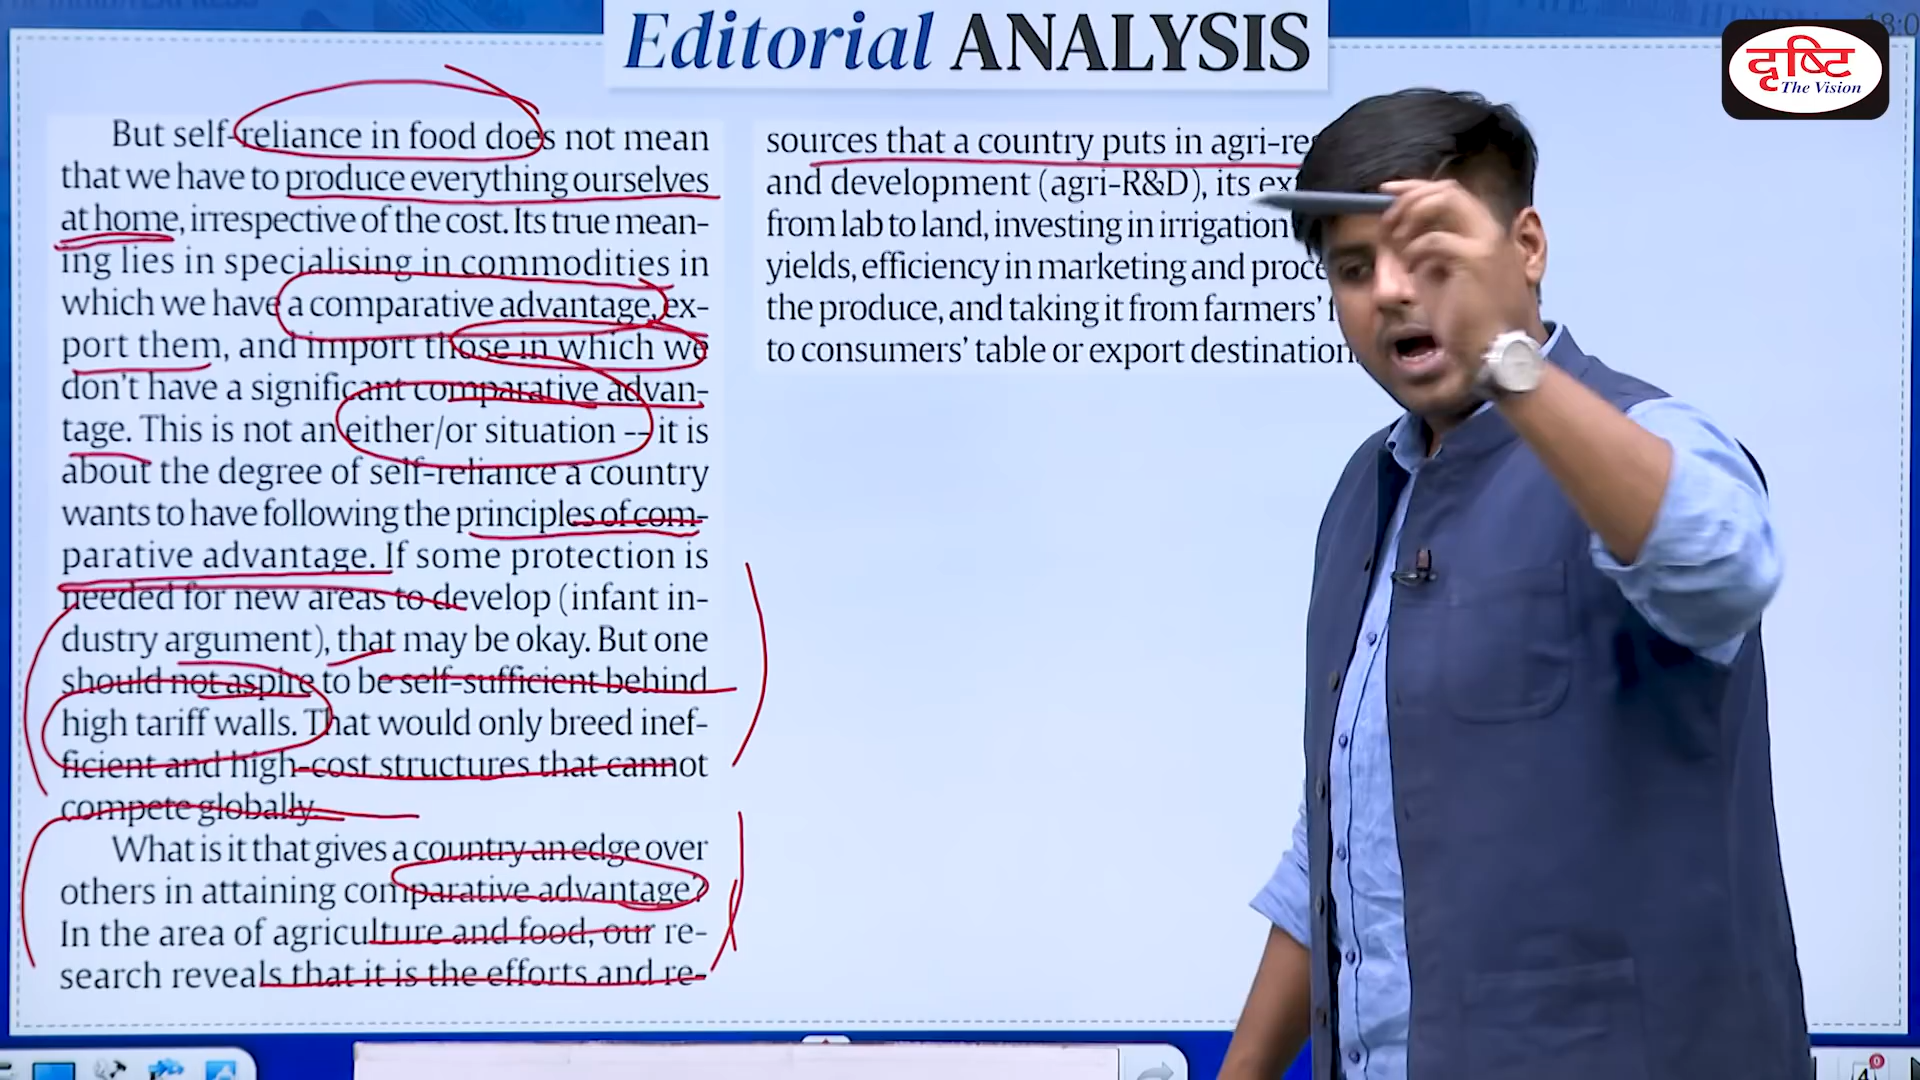 Editorial ANALYSIS
दृष्टि
The Vision
But self-reliance in food does not mean
that we have to produce everything ourselves
at home, irrespective of the cost. Its true mean-
ing lies in specialising in commodities in
which we have a comparative advantage, ex-
port them, and import those in which we
don't have a significant comparative advan-
tage. This is not an either/or situation -- it is
about the degree of self-reliance a country
wants to have following the principles of com-
parative advantage. If some protection is
needed for new areas to develop (infant in-
dustry argument), that may be okay. But one
should not aspire to be self-sufficient behind
high tariff walls. That would only breed inef-
ficient and high-cost structures that cannot
compete globally.
What is it that gives a country an edge over
others in attaining comparative advantage?
In the area of agriculture and food, our re-
search reveals that it is the efforts and re-
sources that a country puts in agri-re
and development (agri-R&D), its ex
from lab to land, investing in irrigation
yields, efficiency in marketing and proce
the produce, and taking it from farmers'
to consumers' table or export destination